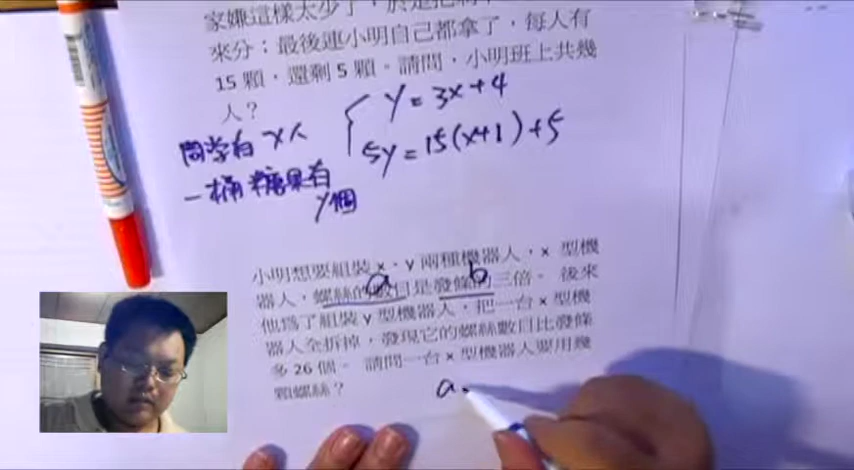 家嫌這樣太少了，於是把
來分；最後連小明自己都拿了，每人有
15 顆，還剩 5 顆。請問，小明班上共幾
人？
y = 3x+4
5y = 15(x+1)+5
同学有 x人
一桶糖果有
y個
小明想要組裝 x、y 兩種機器人，x 型機
a
b
器人，螺絲的數目是發條的三倍。 後來
他為了組裝 y 型機器人，把一台 x 型機
器人全拆掉，發現它的螺絲數目比發條
多 26 個。 請問一台 x 型機器人要用幾
顆螺絲？
a